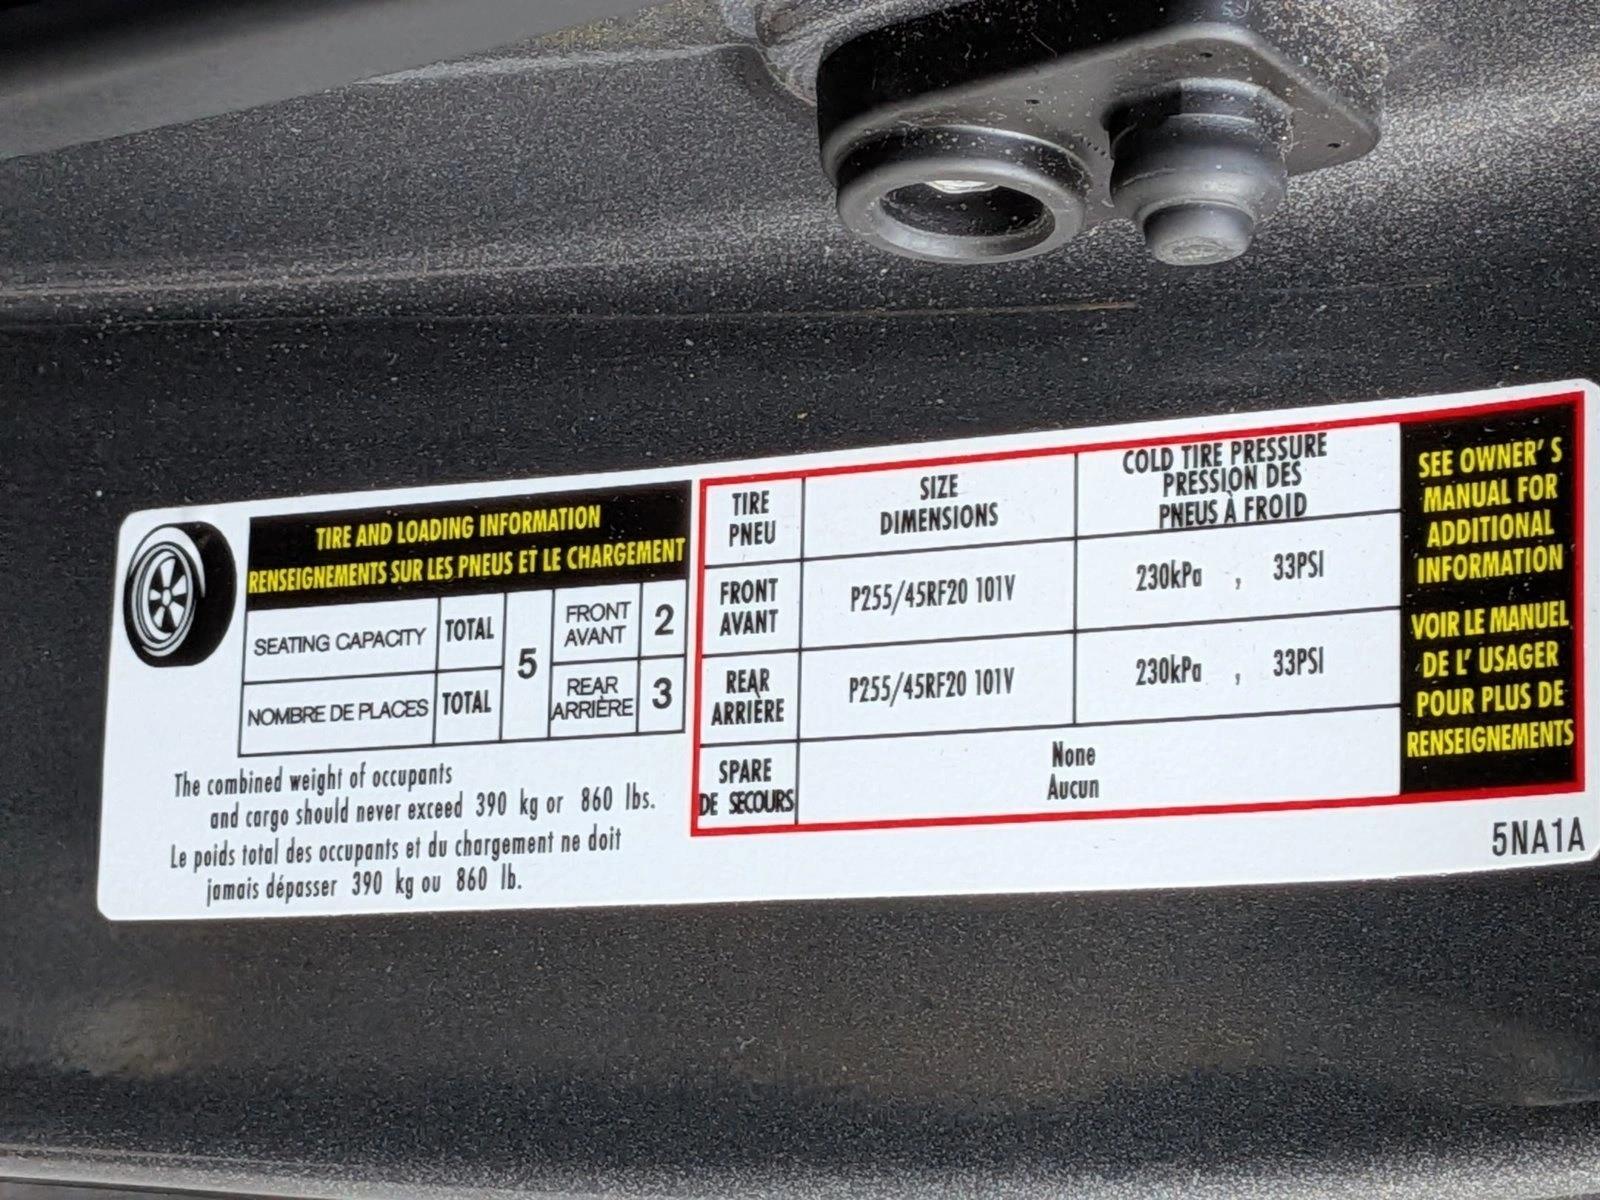 TIRE AND LOADING INFORMATION
RENSEIGNEMENTS SUR LES PNEUS ET LE CHARGEMENT
SEATING CAPACITY TOTAL 5 FRONT AVANT 2
NOMBRE DE PLACES TOTAL REAR ARRIÈRE 3
The combined weight of occupants
and cargo should never exceed 390 kg or 860 lbs.
Le poids total des occupants et du chargement ne doit
jamais dépasser 390 kg ou 860 lb.
TIRE PNEU
SIZE DIMENSIONS
COLD TIRE PRESSURE
PRESSION DES
PNEUS À FROID
FRONT AVANT P255/45RF20 101V 230kPa , 33PSI
REAR ARRIÈRE P255/45RF20 101V 230kPa , 33PSI
SPARE DE SECOURS None Aucun
SEE OWNER'S
MANUAL FOR
ADDITIONAL
INFORMATION
VOIR LE MANUEL
DE L' USAGER
POUR PLUS DE
RENSEIGNEMENTS
5NA1A